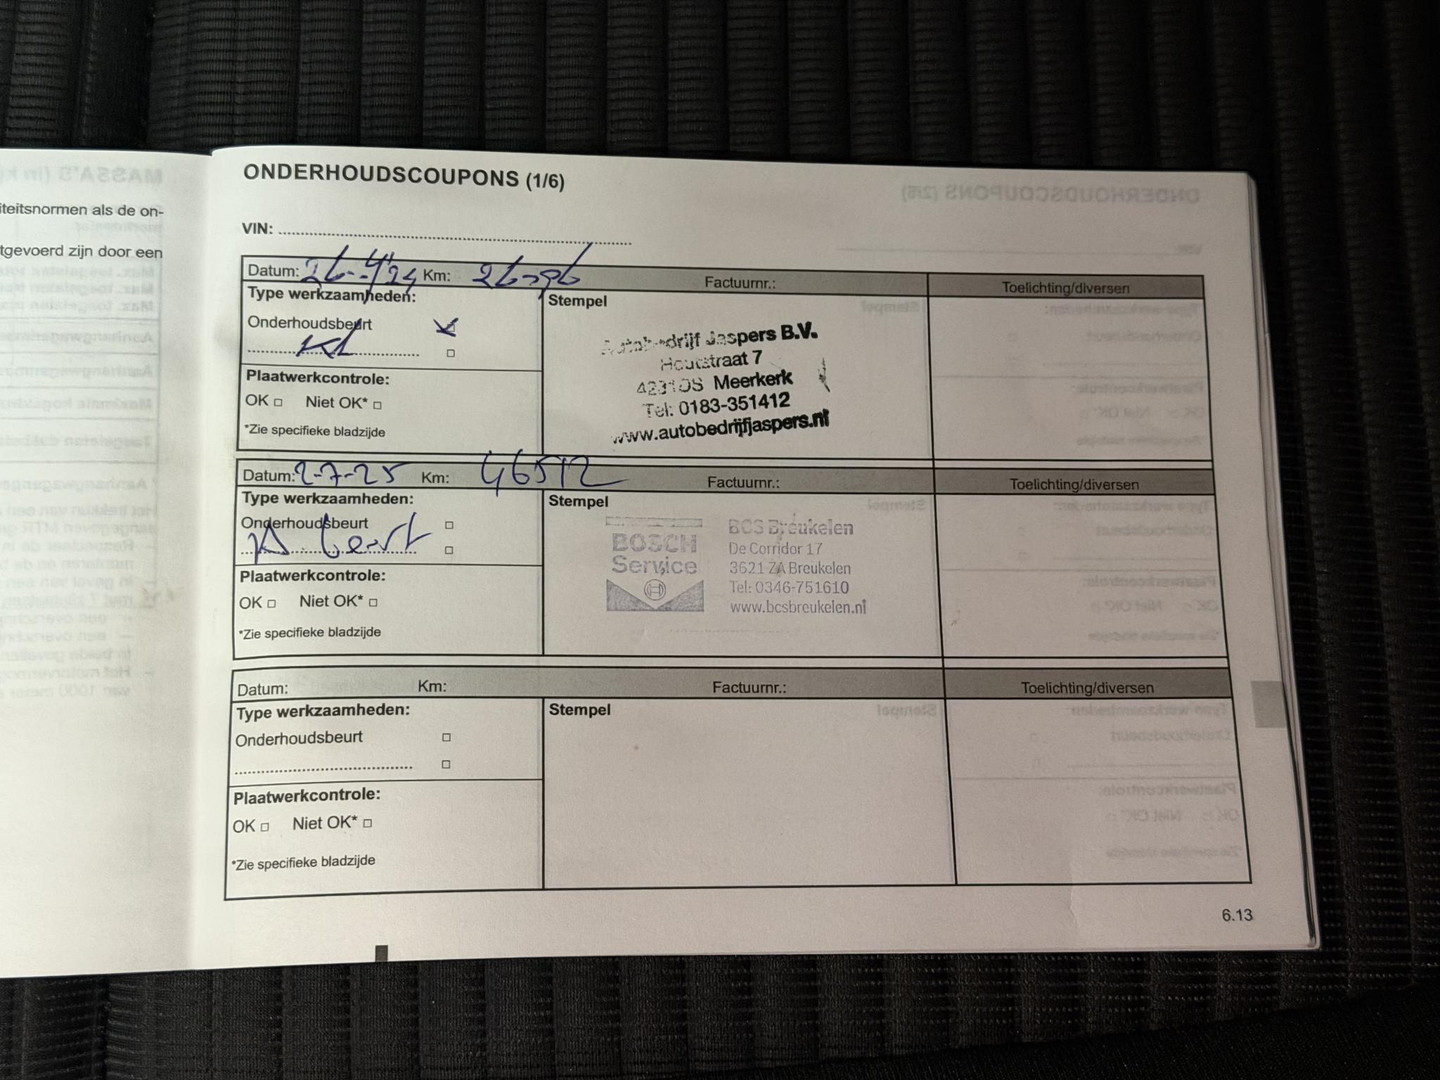 iteitsnormen als de on-
tgevoerd zijn door een
ONDERHOUDSCOUPONS (1/6)
VIN:
Datum: 26-4-'24 Km: Factuurnr.: Toelichting/diversen
Type werkzaamheden: Stempel
Onderhoudsbeurt
Kl
Plaatwerkcontrole:
OK Niet OK*
*Zie specifieke bladzijde
Autobedrijf Jaspers B.V.
Houtstraat 7
Meerkerk
Tel: 0183-351412
www.autobedrijfjaspers.nl
Datum: 2-7-25 Km: 46512 Factuurnr.: Toelichting/diversen
Type werkzaamheden: Stempel
Onderhoudsbeurt
beurt
Plaatwerkcontrole:
OK Niet OK*
*Zie specifieke bladzijde
BOSCH
Service
BCS Breukelen
De Corridor 17
3621 ZA Breukelen
Tel: 0346-751610
www.bcsbreukelen.nl
Datum: Km: Factuurnr.: Toelichting/diversen
Type werkzaamheden: Stempel
Onderhoudsbeurt
Plaatwerkcontrole:
OK Niet OK*
*Zie specifieke bladzijde
6.13